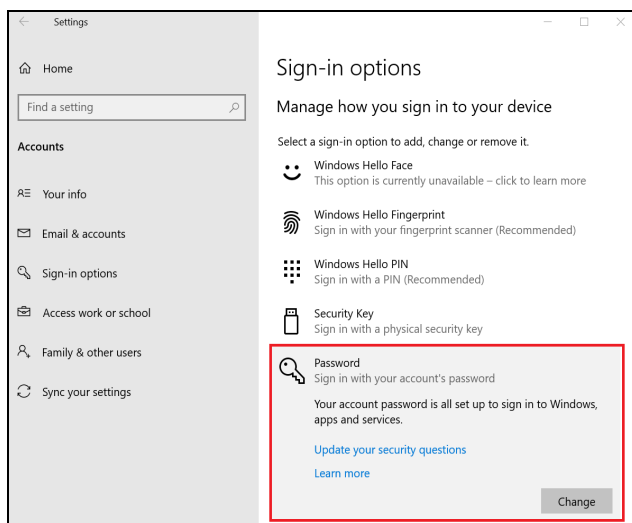 Settings
Home
Find a setting
Accounts
Your info
Email & accounts
Sign-in options
Access work or school
Family & other users
Sync your settings
Sign-in options
Manage how you sign in to your device
Select a sign-in option to add, change or remove it.
Windows Hello Face
This option is currently unavailable – click to learn more
Windows Hello Fingerprint
Sign in with your fingerprint scanner (Recommended)
Windows Hello PIN
Sign in with a PIN (Recommended)
Security Key
Sign in with a physical security key
Password
Sign in with your account's password
Your account password is all set up to sign in to Windows,
apps and services.
Update your security questions
Learn more
Change